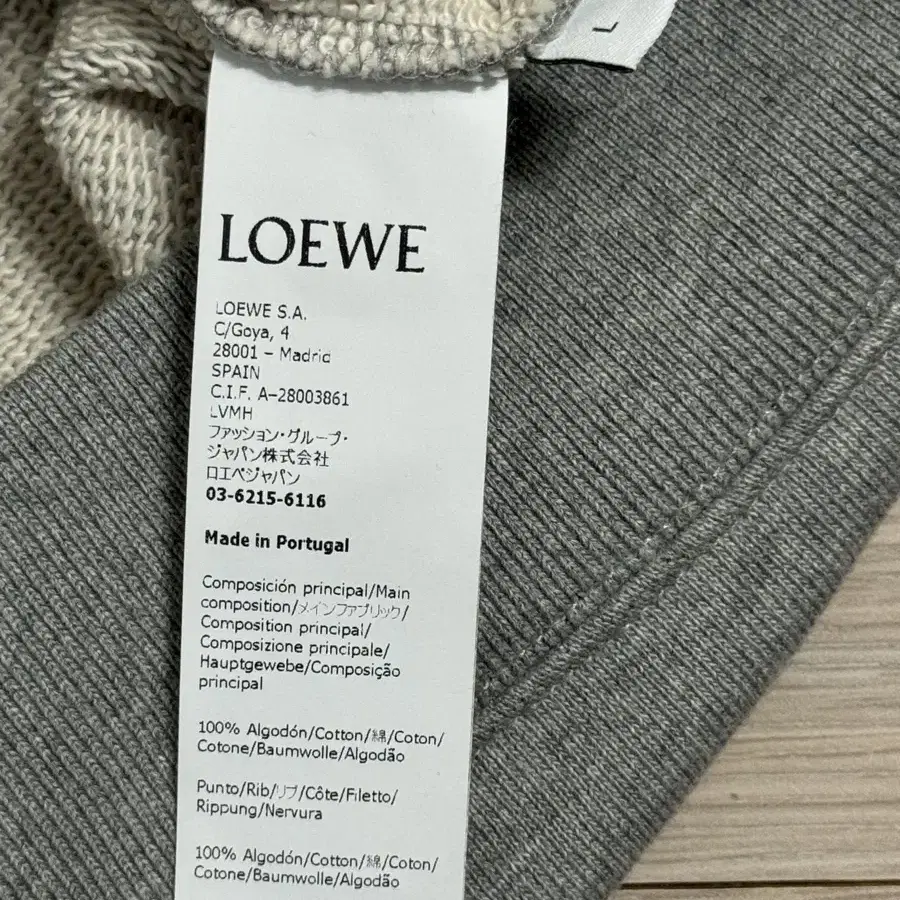 L
LOEWE
LOEWE S.A.
C/Goya, 4
28001 – Madrid
SPAIN
C.I.F. A-28003861
LVMH
ファッション・グループ・
ジャパン株式会社
ロエベジャパン
03-6215-6116
Made in Portugal
Composición principal/Main
composition/メインファブリック/
Composition principal/
Composizione principale/
Hauptgewebe/Composição
principal
100% Algodón/Cotton/綿/Coton/
Cotone/Baumwolle/Algodão
Punto/Rib/リブ/Côte/Filetto/
Rippung/Nervura
100% Algodón/Cotton/綿/Coton/
Cotone/Baumwolle/Algodão